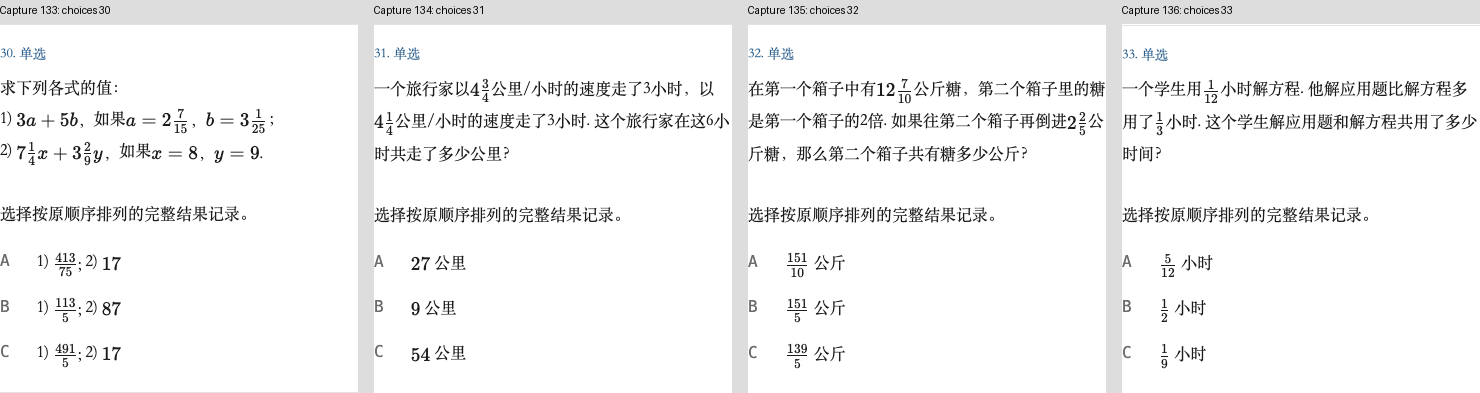 Capture 133: choices 30
30. 单选
求下列各式的值：
1) 3a + 5b，如果a = 2 7/15，b = 3 1/25；
2) 7 1/4 x + 3 2/9 y，如果x = 8，y = 9.
选择按原顺序排列的完整结果记录。
A 1) 413/75; 2) 17
B 1) 113/5; 2) 87
C 1) 491/5; 2) 17
Capture 134: choices 31
31. 单选
一个旅行家以4 3/4公里/小时的速度走了3小时，以
4 1/4公里/小时的速度走了3小时. 这个旅行家在这6小
时共走了多少公里?
选择按原顺序排列的完整结果记录。
A 27 公里
B 9 公里
C 54 公里
Capture 135: choices 32
32. 单选
在第一个箱子中有12 7/10公斤糖，第二个箱子里的糖
是第一个箱子的2倍. 如果往第二个箱子再倒进2 2/5公
斤糖，那么第二个箱子共有糖多少公斤?
选择按原顺序排列的完整结果记录。
A 151/10 公斤
B 151/5 公斤
C 139/5 公斤
Capture 136: choices 33
33. 单选
一个学生用1/12小时解方程. 他解应用题比解方程多
用了1/3小时. 这个学生解应用题和解方程共用了多少
时间?
选择按原顺序排列的完整结果记录。
A 5/12 小时
B 1/2 小时
C 1/9 小时